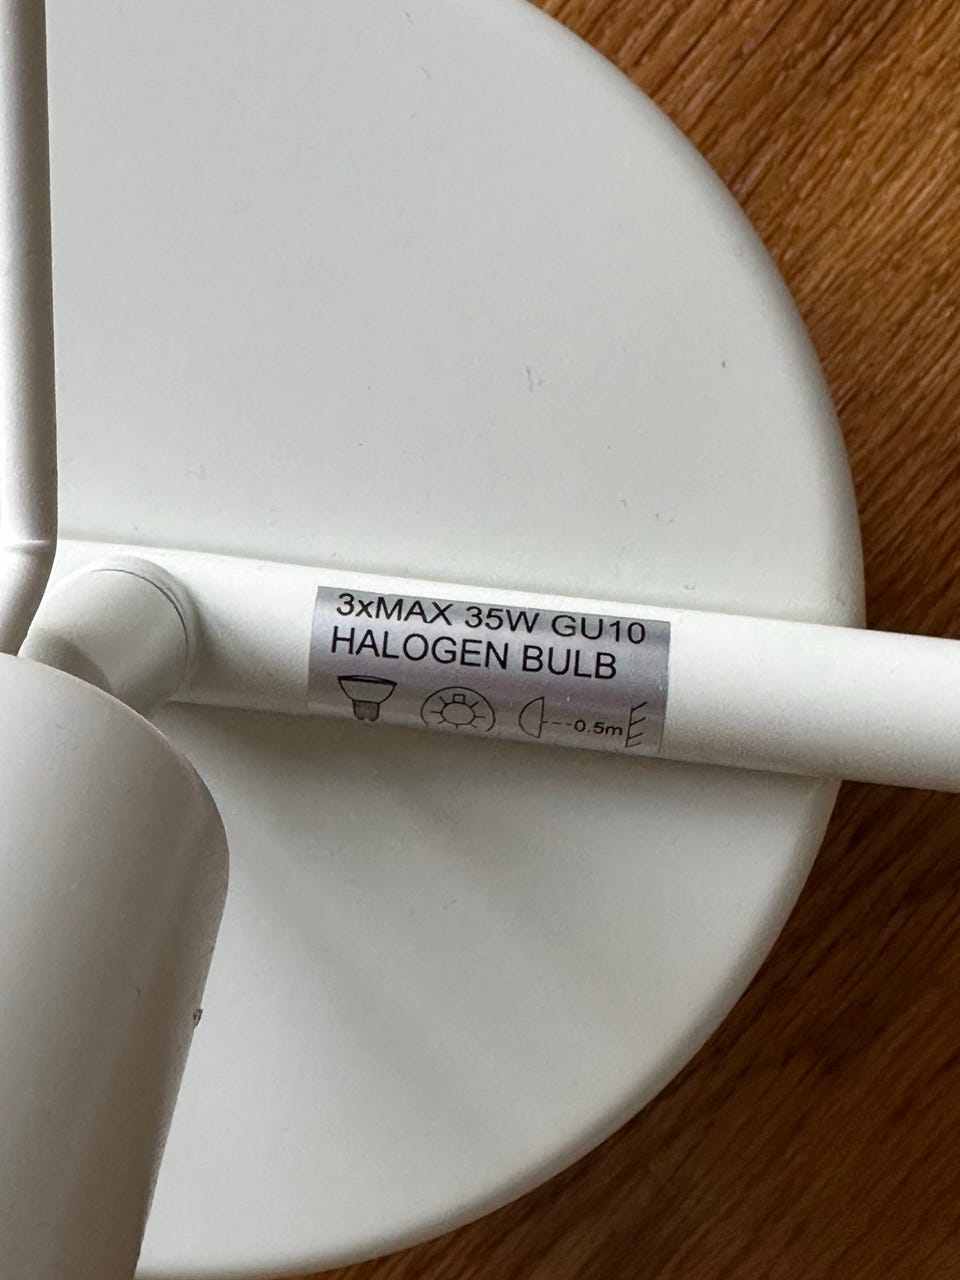 3xMAX 35W GU10
HALOGEN BULB
0.5m